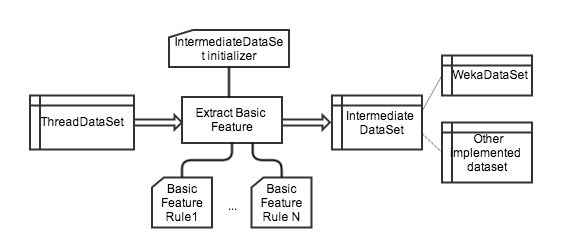 IntermediateDataSe
t initializer
WekaDataSet
ThreadDataSet
Extract Basic
Feature
Intermediate
DataSet
Other
implemented
dataset
Basic
Feature
Rule1
...
Basic
Feature
Rule N